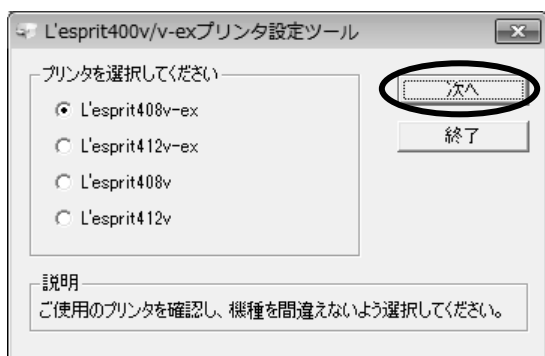 L'esprit400v/v-exプリンタ設定ツール
プリンタを選択してください
L'esprit408v-ex
L'esprit412v-ex
L'esprit408v
L'esprit412v
次へ
終了
説明
ご使用のプリンタを確認し、機種を間違えないよう選択してください。